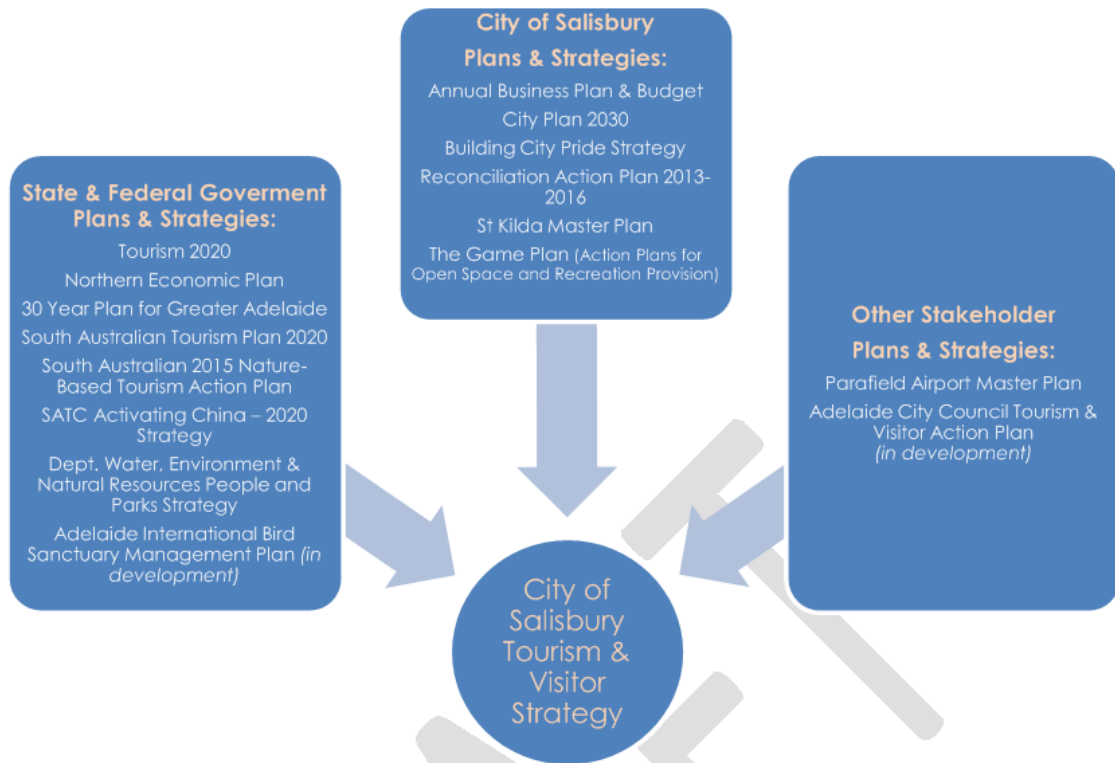 City of Salisbury
Plans & Strategies:
Annual Business Plan & Budget
City Plan 2030
Building City Pride Strategy
Reconciliation Action Plan 2013-
2016
St Kilda Master Plan
The Game Plan (Action Plans for
Open Space and Recreation Provision)
State & Federal Goverment
Plans & Strategies:
Tourism 2020
Northern Economic Plan
30 Year Plan for Greater Adelaide
South Australian Tourism Plan 2020
South Australian 2015 Nature-
Based Tourism Action Plan
SATC Activating China – 2020
Strategy
Dept. Water, Environment &
Natural Resources People and
Parks Strategy
Adelaide International Bird
Sanctuary Management Plan (in
development)
Other Stakeholder
Plans & Strategies:
Parafield Airport Master Plan
Adelaide City Council Tourism &
Visitor Action Plan
(in development)
City of
Salisbury
Tourism &
Visitor
Strategy